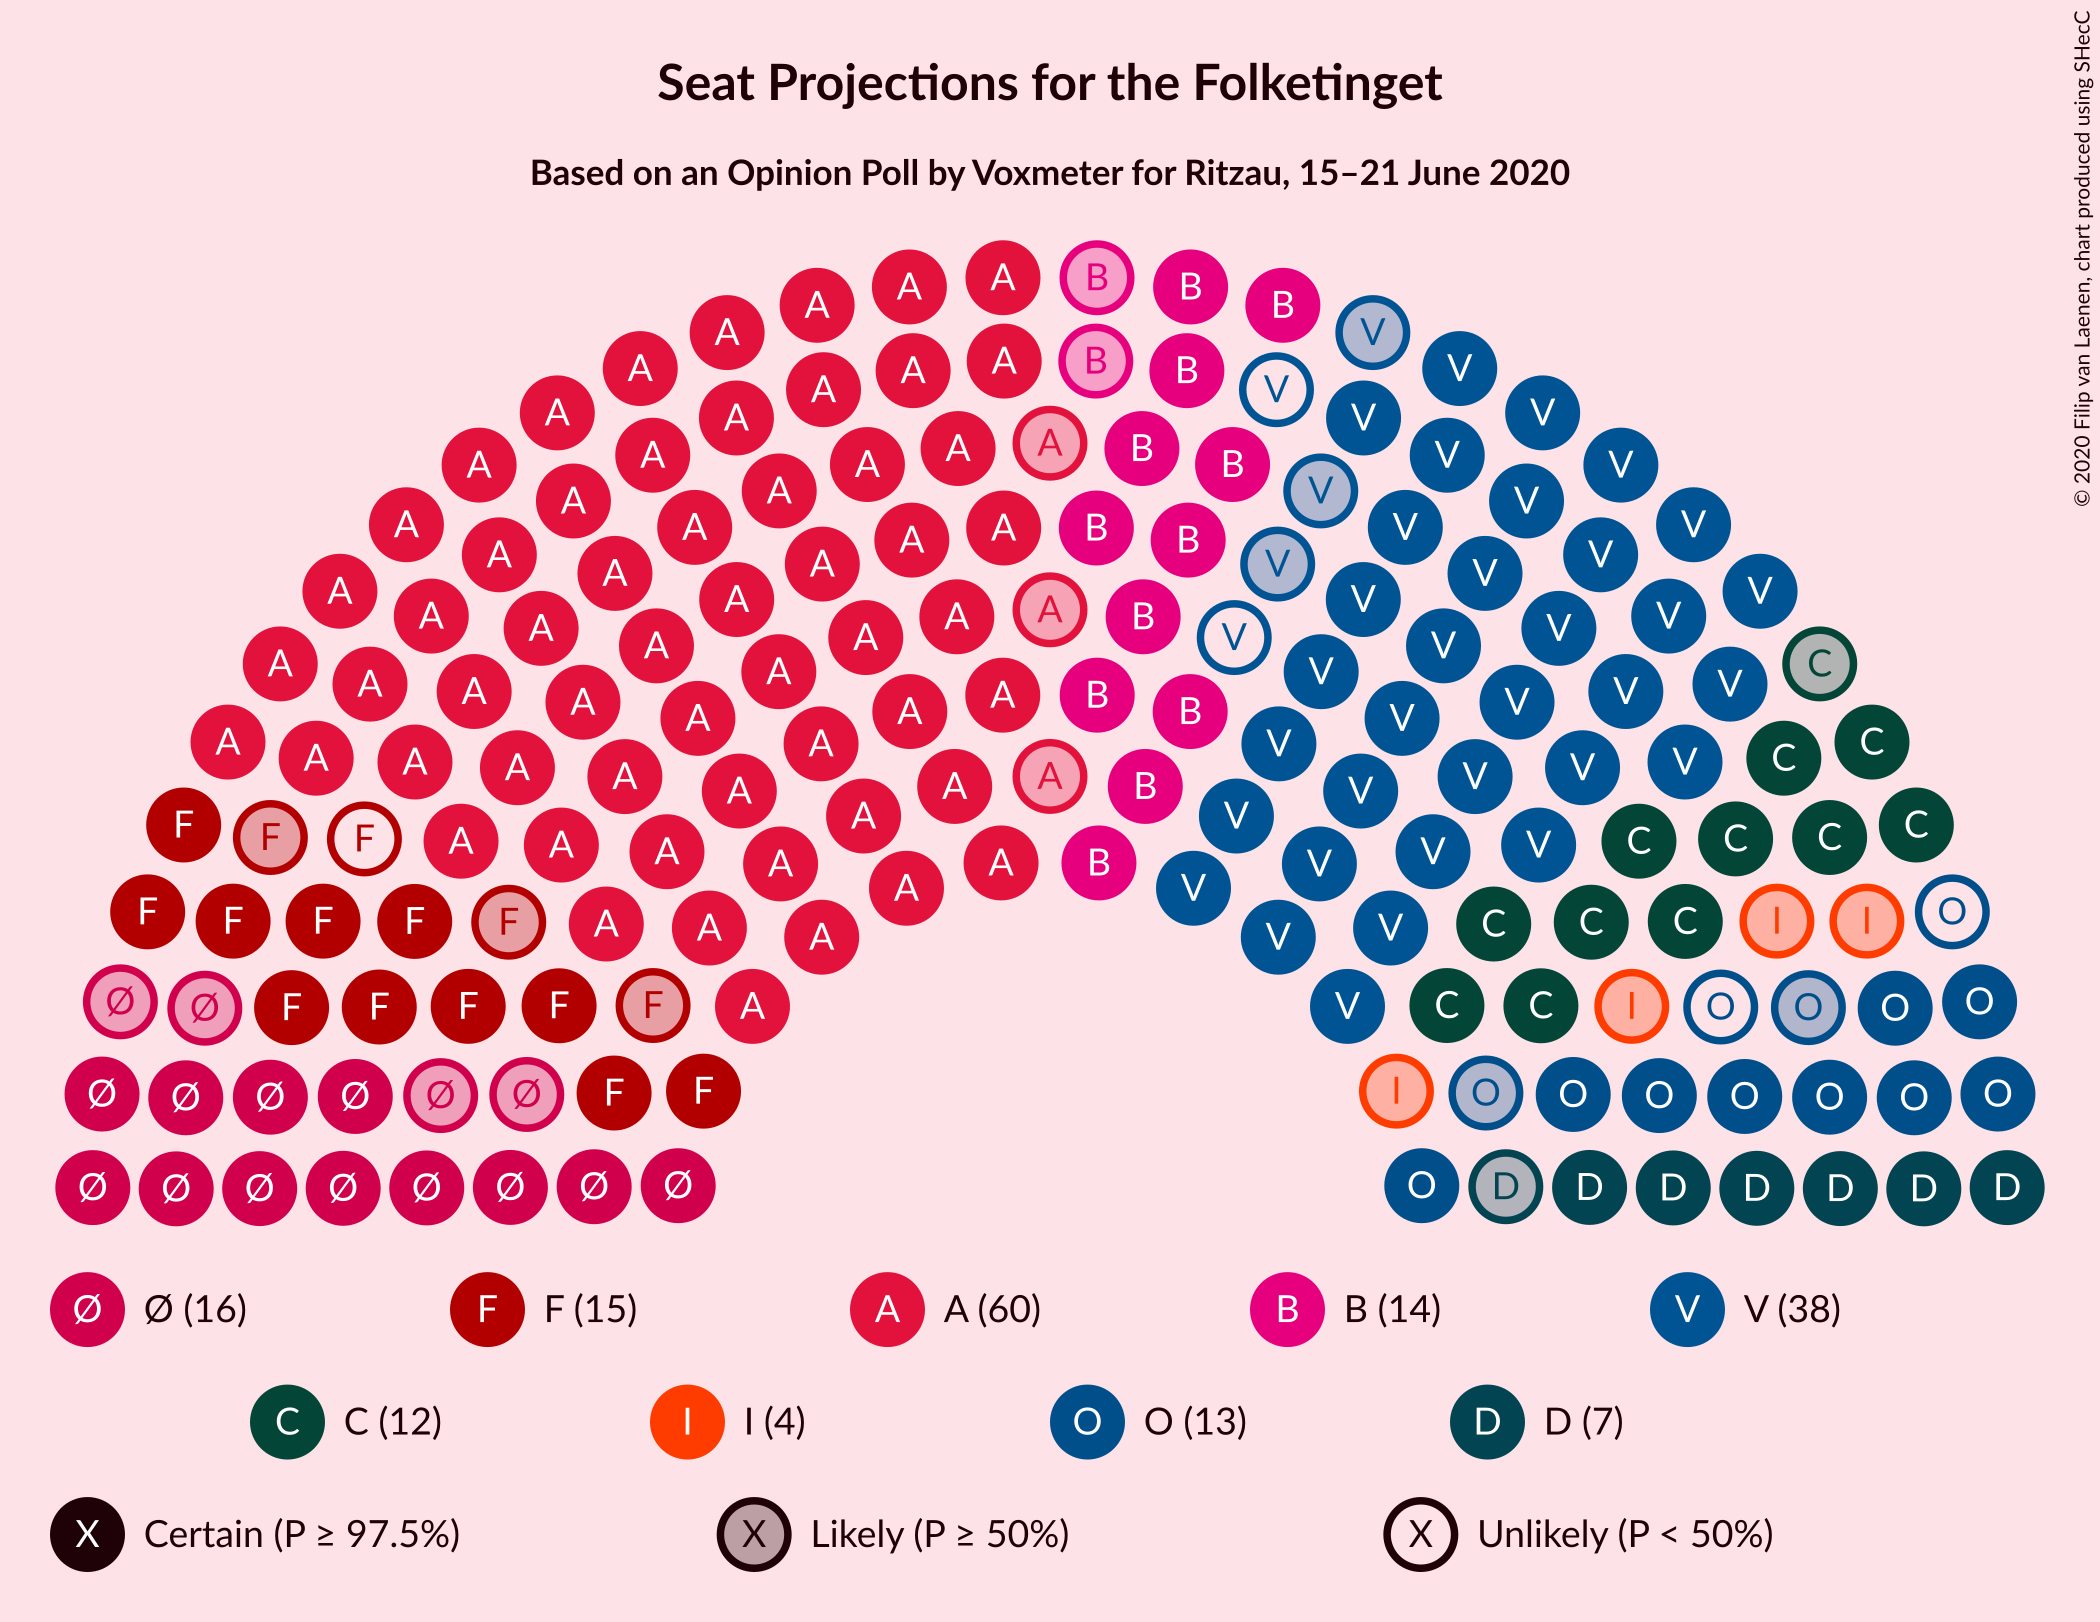 Seat Projections for the Folketinget
Based on an Opinion Poll by Voxmeter for Ritzau, 15–21 June 2020
© 2020 Filip van Laenen, chart produced using SHecC
A A B B
A A A B V
A A A B B V V
A A A A A B V V V
A A A A A B B V V V V
A A A A A B B V V V V
A A A A A B V V V V V
A A A A A B V V V V V
A A A A A B B V V V V C
A A A A A B V V V V V C C
A A A A A A B V V V V V C
F F F A A A A A A B V V V V C C C C
F F F F F A A A A V V V C C C I I O
Ø Ø F F F F F A V C C I O O O O
Ø Ø Ø Ø Ø Ø F F I O O O O O O O
Ø Ø Ø Ø Ø Ø Ø Ø O D D D D D D D
Ø Ø (16) F F (15) A A (60) B B (14) V V (38)
C C (12) I I (4) O O (13) D D (7)
X Certain (P ≥ 97.5%) X Likely (P ≥ 50%) X Unlikely (P < 50%)